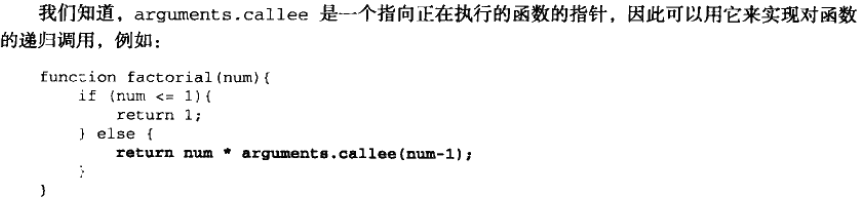 我们知道，arguments.callee 是一个指向正在执行的函数的指针，因此可以用它来实现对函数
的递归调用，例如：
function factorial(num){
    if (num <= 1){
        return 1;
    } else {
        return num * arguments.callee(num-1);
    }
}